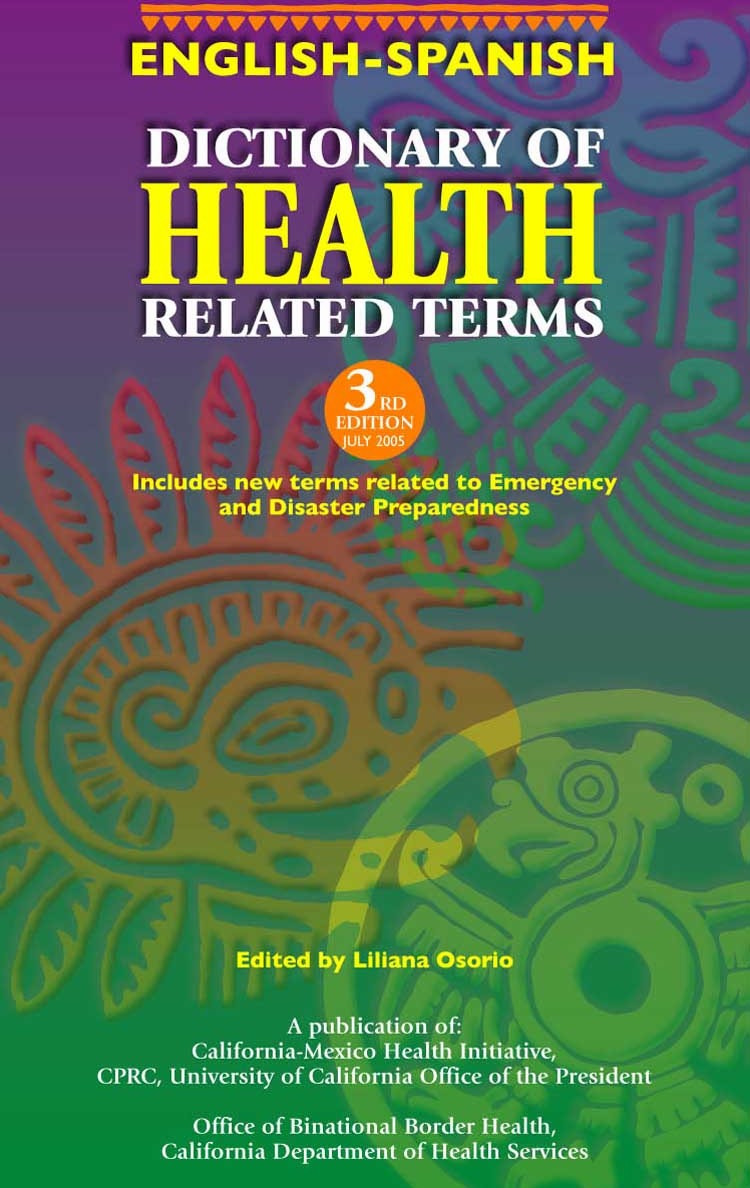 ENGLISH-SPANISH
DICTIONARY OF
HEALTH
RELATED TERMS
3RD
EDITION
JULY 2005
Includes new terms related to Emergency
and Disaster Preparedness
Edited by Liliana Osorio
A publication of:
California-Mexico Health Initiative,
CPRC, University of California Office of the President
Office of Binational Border Health,
California Department of Health Services